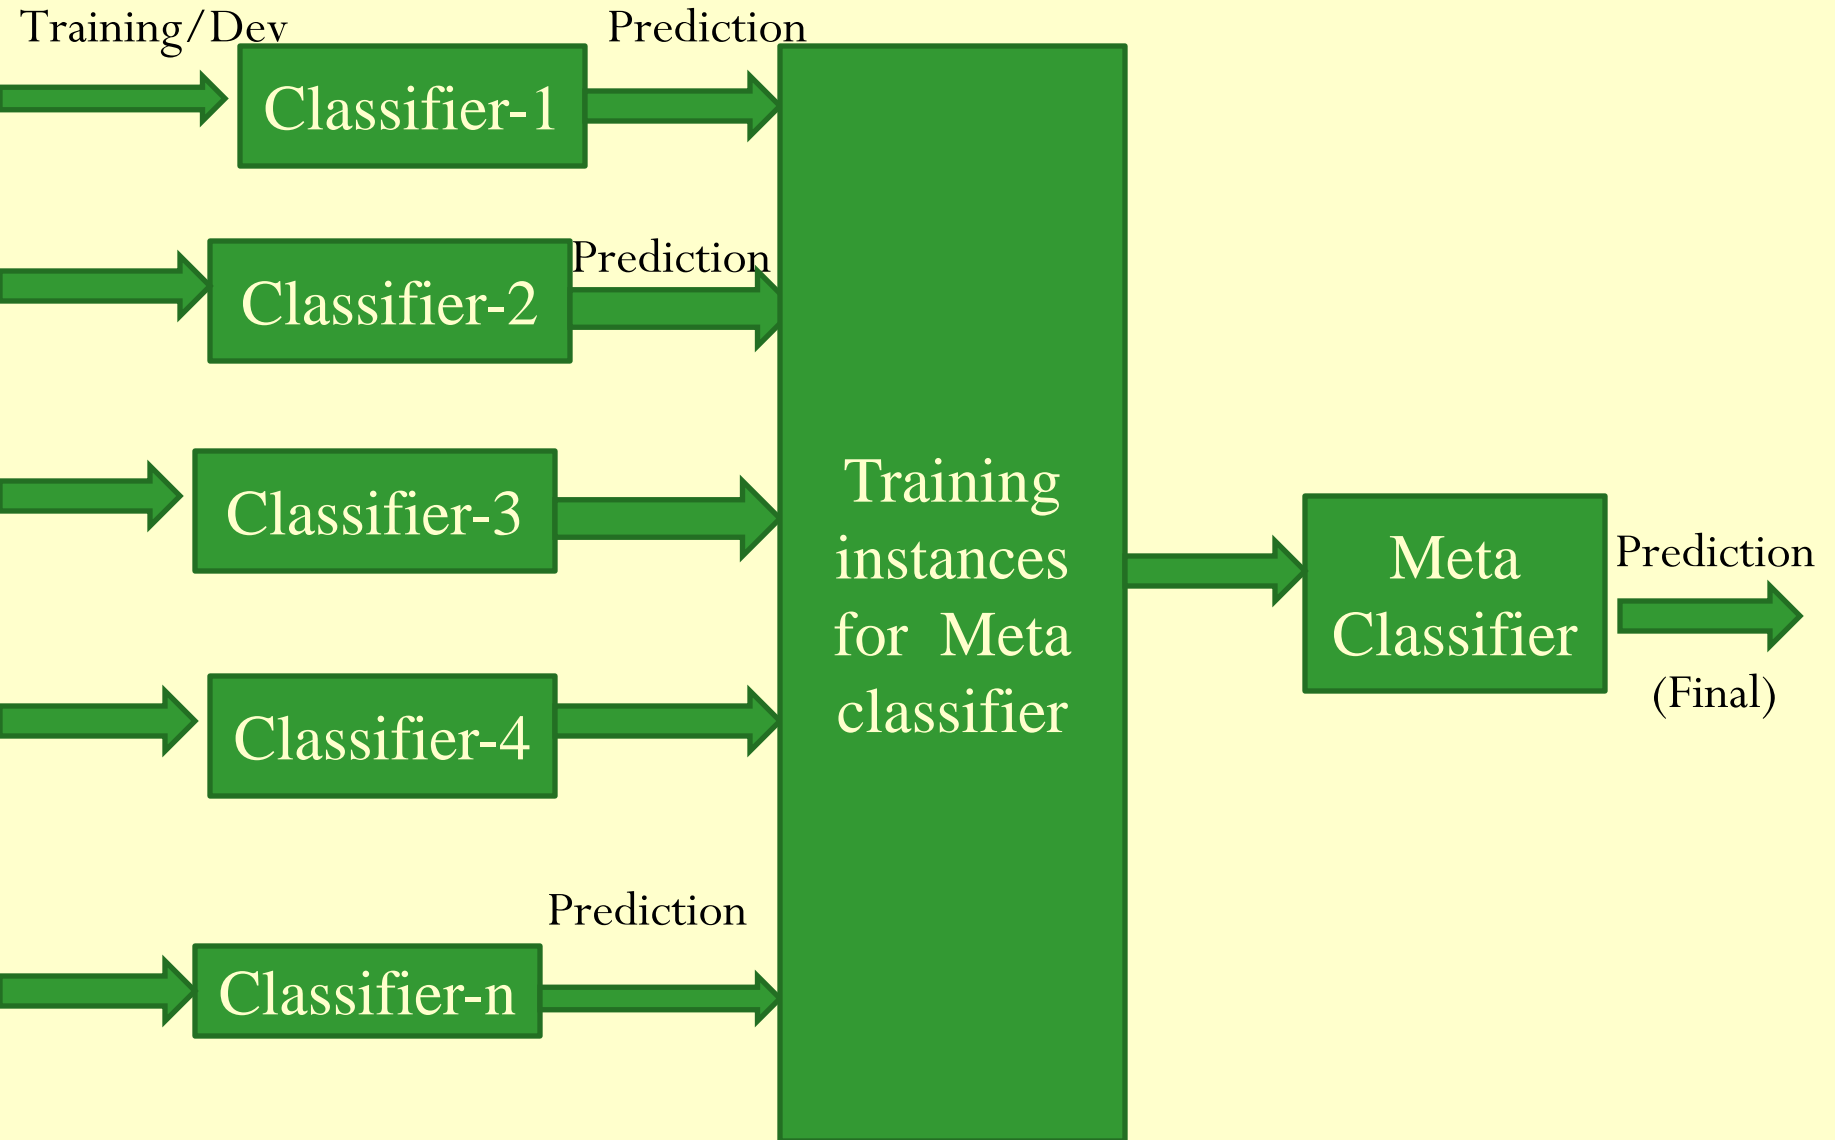 Training/Dev
Prediction
Classifier-1
Prediction
Classifier-2
Classifier-3
Training
instances
for Meta
classifier
Meta
Classifier
Prediction
(Final)
Classifier-4
Prediction
Classifier-n